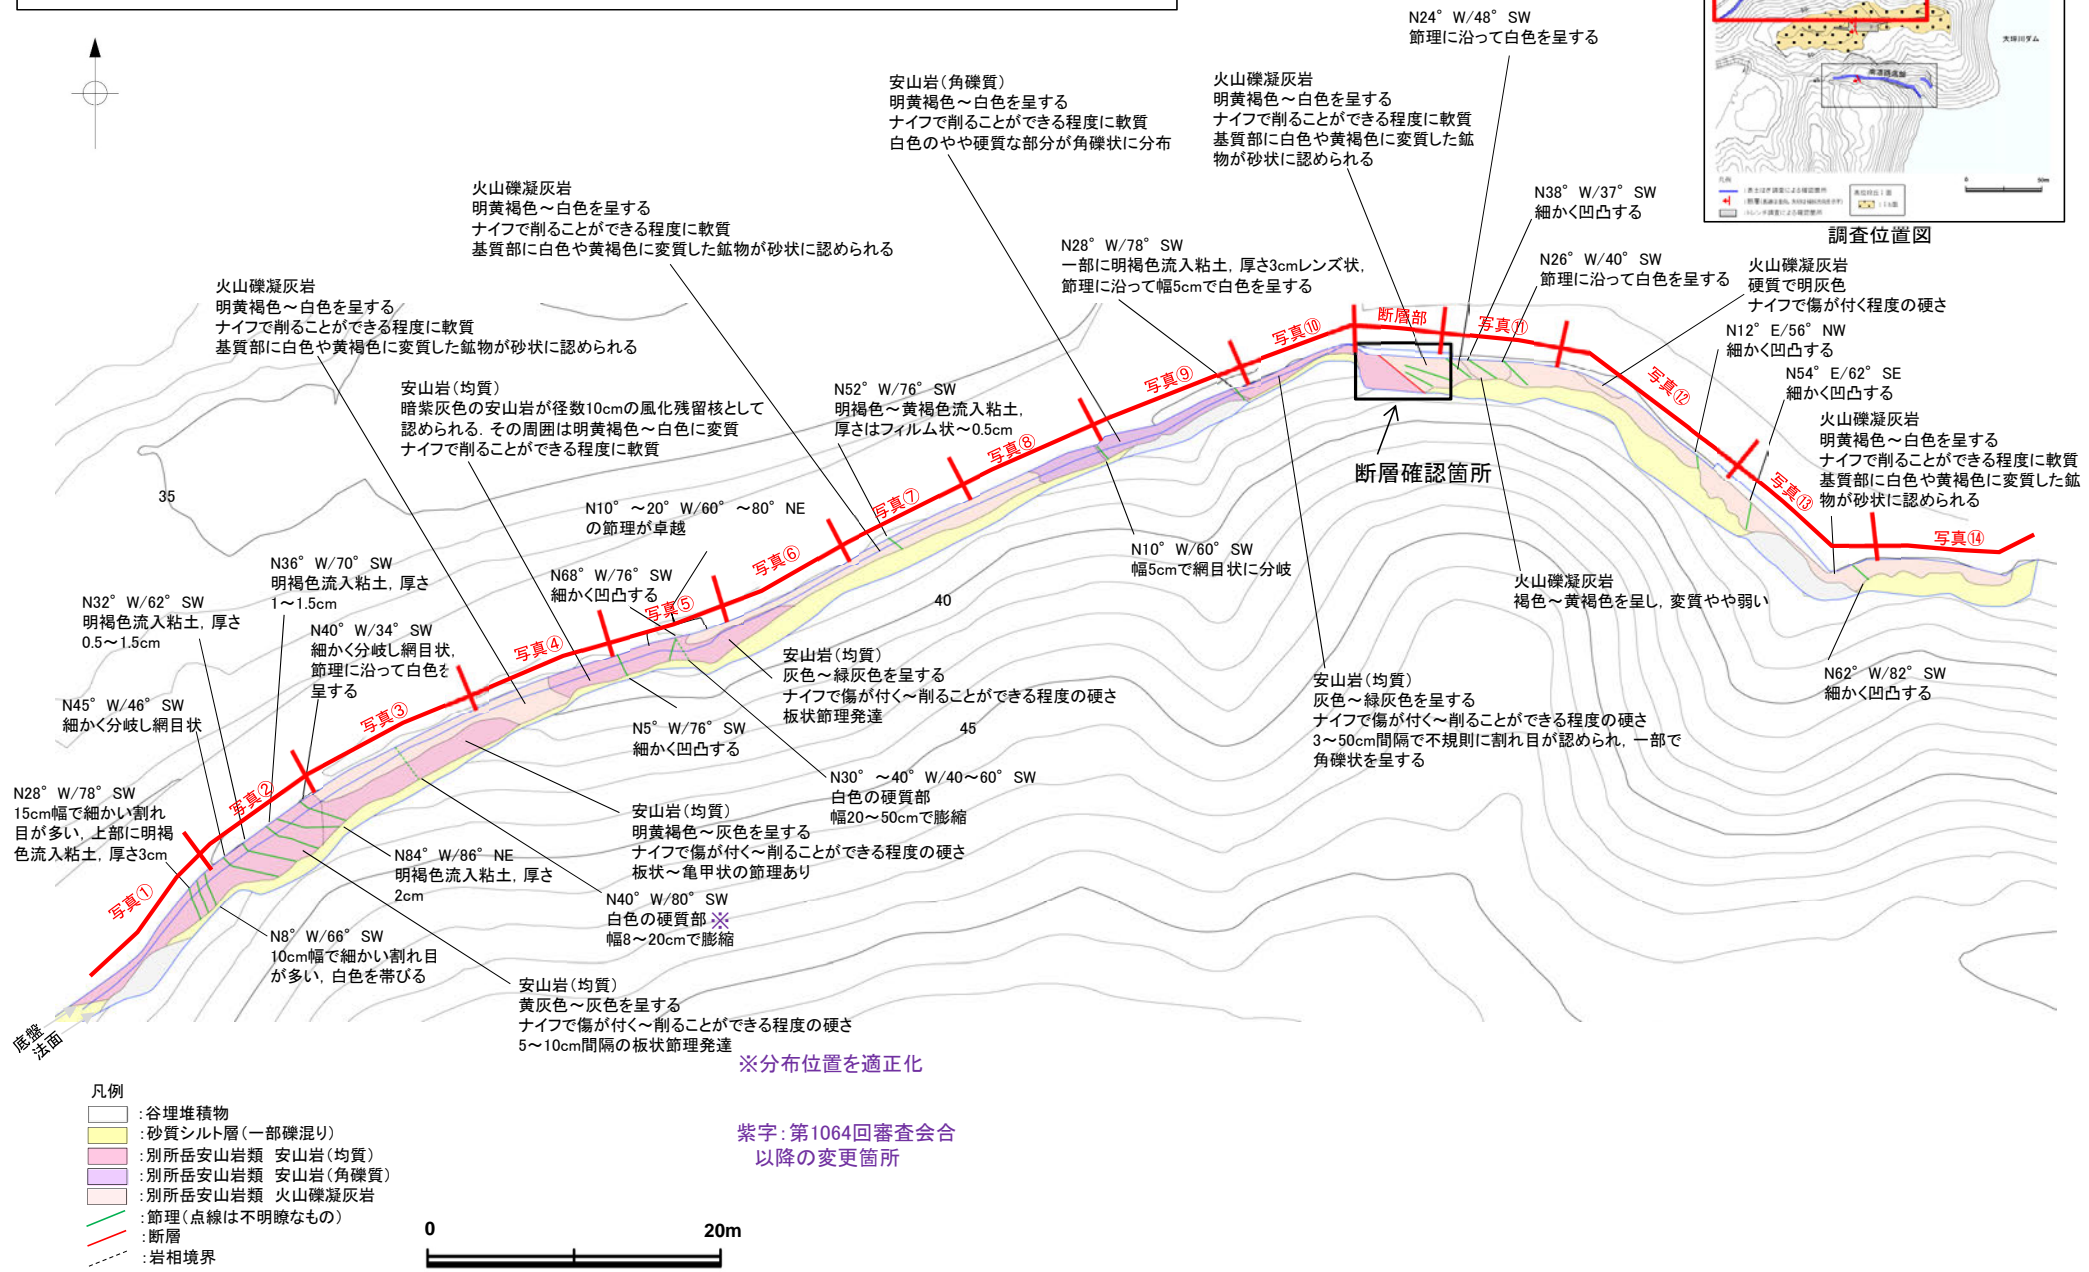 N24° W/48° SW
節理に沿って白色を呈する
大坪川ダム
調査位置図
安山岩(角礫質)
明黄褐色～白色を呈する
ナイフで削ることができる程度に軟質
白色のやや硬質な部分が角礫状に分布
火山礫凝灰岩
明黄褐色～白色を呈する
ナイフで削ることができる程度に軟質
基質部に白色や黄褐色に変質した鉱
物が砂状に認められる
火山礫凝灰岩
明黄褐色～白色を呈する
ナイフで削ることができる程度に軟質
基質部に白色や黄褐色に変質した鉱物が砂状に認められる
N38° W/37° SW
細かく凹凸する
N28° W/78° SW
一部に明褐色流入粘土, 厚さ3cmレンズ状,
節理に沿って幅5cmで白色を呈する
N26° W/40° SW
節理に沿って白色を呈する
火山礫凝灰岩
硬質で明灰色
ナイフで傷が付く程度の硬さ
火山礫凝灰岩
明黄褐色～白色を呈する
ナイフで削ることができる程度に軟質
基質部に白色や黄褐色に変質した鉱物が砂状に認められる
N12° E/56° NW
細かく凹凸する
N54° E/62° SE
細かく凹凸する
安山岩(均質)
暗紫灰色の安山岩が径数10cmの風化残留核として
認められる. その周囲は明黄褐色～白色に変質
ナイフで削ることができる程度に軟質
N52° W/76° SW
明褐色～黄褐色流入粘土,
厚さはフィルム状～0.5cm
火山礫凝灰岩
明黄褐色～白色を呈する
ナイフで削ることができる程度に軟質
基質部に白色や黄褐色に変質した鉱
物が砂状に認められる
写真①
写真②
写真③
写真④
写真⑤
写真⑥
写真⑦
写真⑧
写真⑨
写真⑩
断層部
写真⑪
写真⑫
写真⑬
写真⑭
断層確認箇所
35
40
45
N10° ～20° W/60° ～80° NE
の節理が卓越
N68° W/76° SW
細かく凹凸する
N10° W/60° SW
幅5cmで網目状に分岐
火山礫凝灰岩
褐色～黄褐色を呈し, 変質やや弱い
N36° W/70° SW
明褐色流入粘土, 厚さ
1～1.5cm
N32° W/62° SW
明褐色流入粘土, 厚さ
0.5～1.5cm
N40° W/34° SW
細かく分岐し網目状,
節理に沿って白色を
呈する
N45° W/46° SW
細かく分岐し網目状
N28° W/78° SW
15cm幅で細かい割れ
目が多い, 上部に明褐
色流入粘土, 厚さ3cm
安山岩(均質)
灰色～緑灰色を呈する
ナイフで傷が付く～削ることができる程度の硬さ
板状節理発達
安山岩(均質)
灰色～緑灰色を呈する
ナイフで傷が付く～削ることができる程度の硬さ
3～50cm間隔で不規則に割れ目が認められ, 一部で
角礫状を呈する
N62° W/82° SW
細かく凹凸する
N5° W/76° SW
細かく凹凸する
N30° ～40° W/40～60° SW
白色の硬質部
幅20～50cmで膨縮
安山岩(均質)
明黄褐色～灰色を呈する
ナイフで傷が付く～削ることができる程度の硬さ
板状～亀甲状の節理あり
N84° W/86° NE
明褐色流入粘土, 厚さ
2cm
N40° W/80° SW
白色の硬質部 ※
幅8～20cmで膨縮
N8° W/66° SW
10cm幅で細かい割れ目
が多い, 白色を帯びる
安山岩(均質)
黄灰色～灰色を呈する
ナイフで傷が付く～削ることができる程度の硬さ
5～10cm間隔の板状節理発達
底盤
法面
※分布位置を適正化
紫字:第1064回審査会合
以降の変更箇所
凡例
:谷埋堆積物
:砂質シルト層(一部礫混り)
:別所岳安山岩類 安山岩(均質)
:別所岳安山岩類 安山岩(角礫質)
:別所岳安山岩類 火山礫凝灰岩
:節理(点線は不明瞭なもの)
:断層
:岩相境界
0 20m